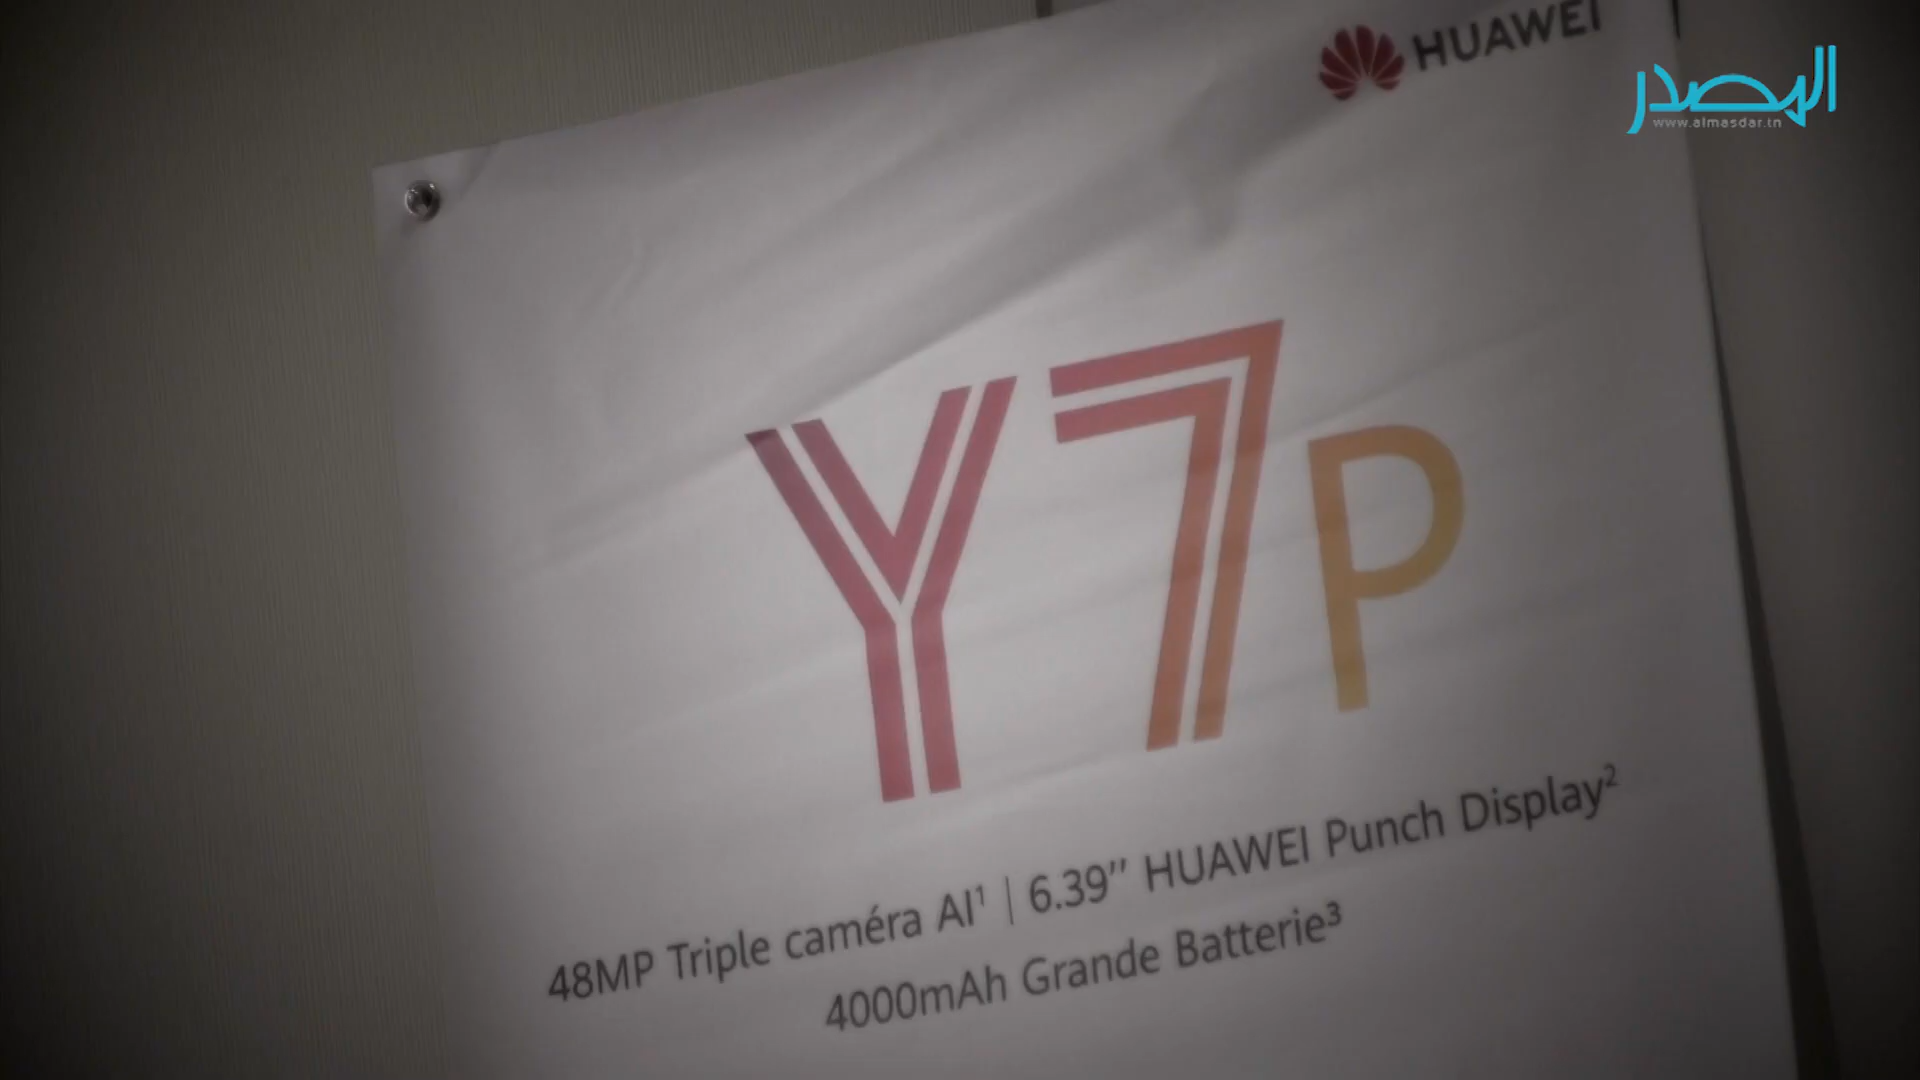 HUAWEI
المصدر
www.almasdar.tn
Y7P
48MP Triple caméra AI¹ | 6.39’’ HUAWEI Punch Display²
4000mAh Grande Batterie³